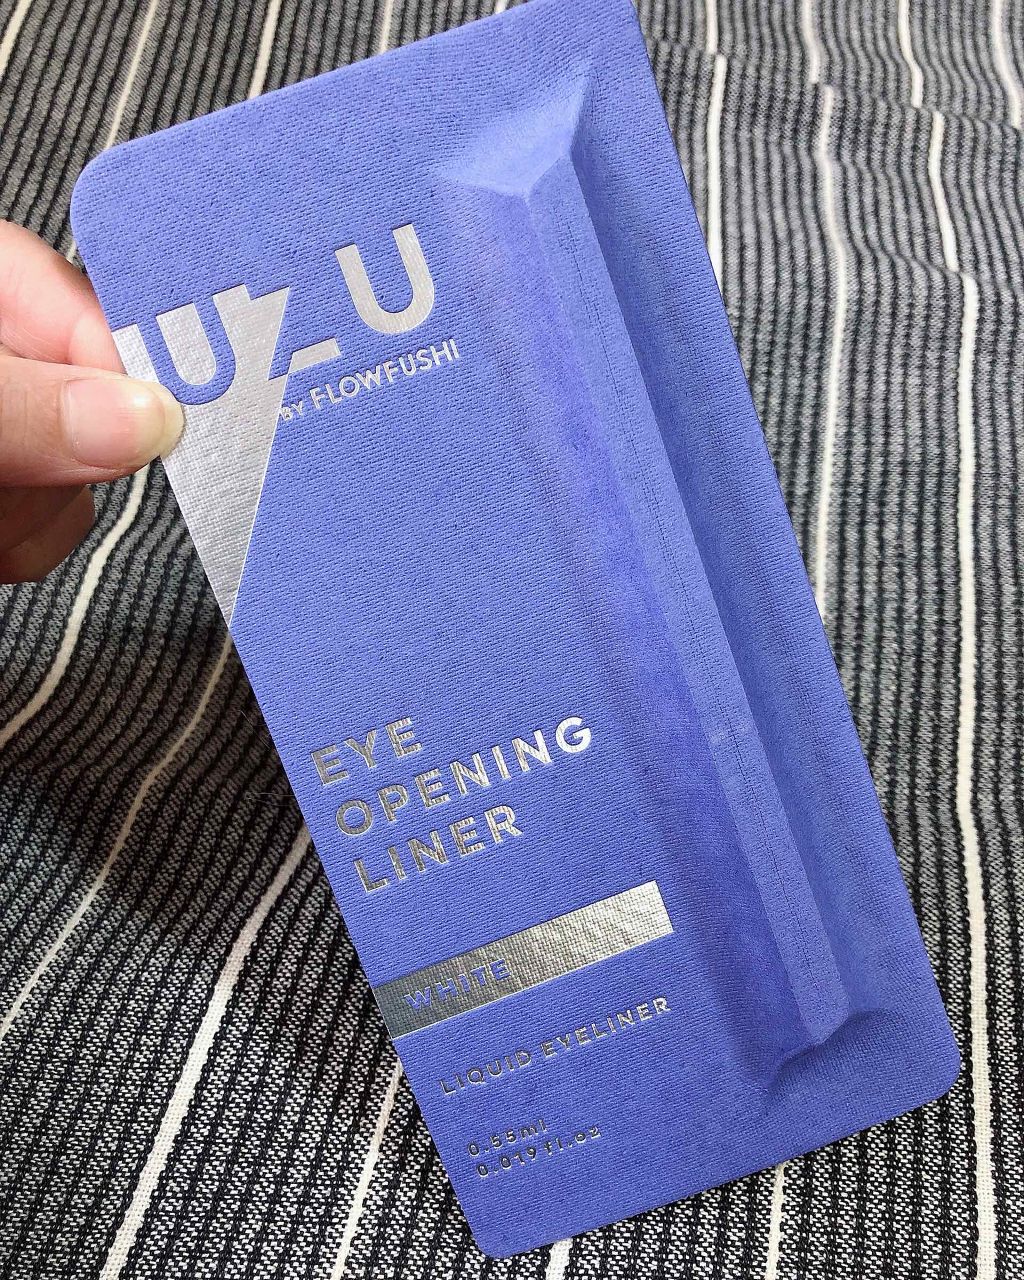 UZU
BY FLOWFUSHI
EYE
OPENING
LINER
WHITE
LIQUID EYELINER
0.55ml
0.019 fl.oz